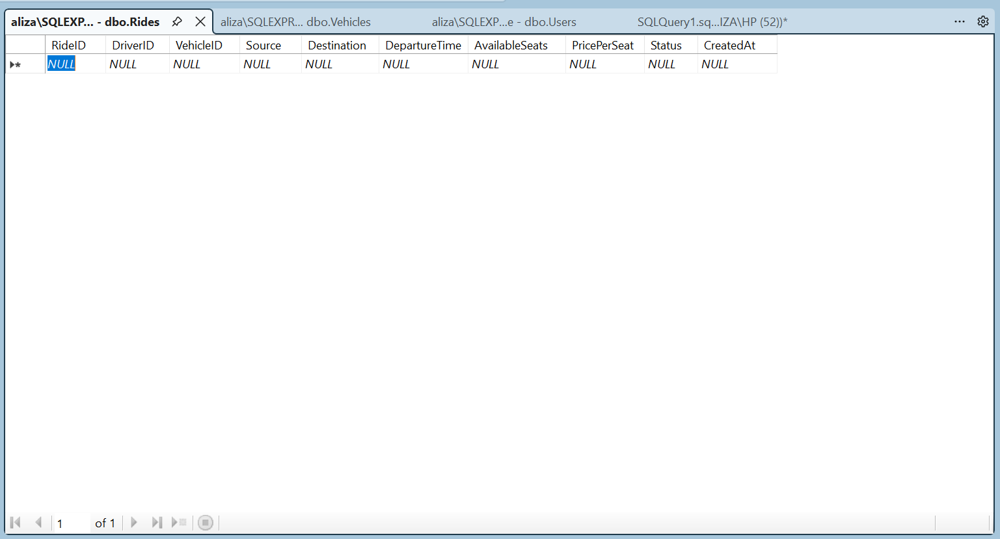 aliza\SQLEXP... - dbo.Rides aliza\SQLEXPR... dbo.Vehicles aliza\SQLEXP...e - dbo.Users SQLQuery1.sq...IZA\HP (52))*
RideID DriverID VehicleID Source Destination DepartureTime AvailableSeats PricePerSeat Status CreatedAt
NULL NULL NULL NULL NULL NULL NULL NULL NULL NULL
1 of 1